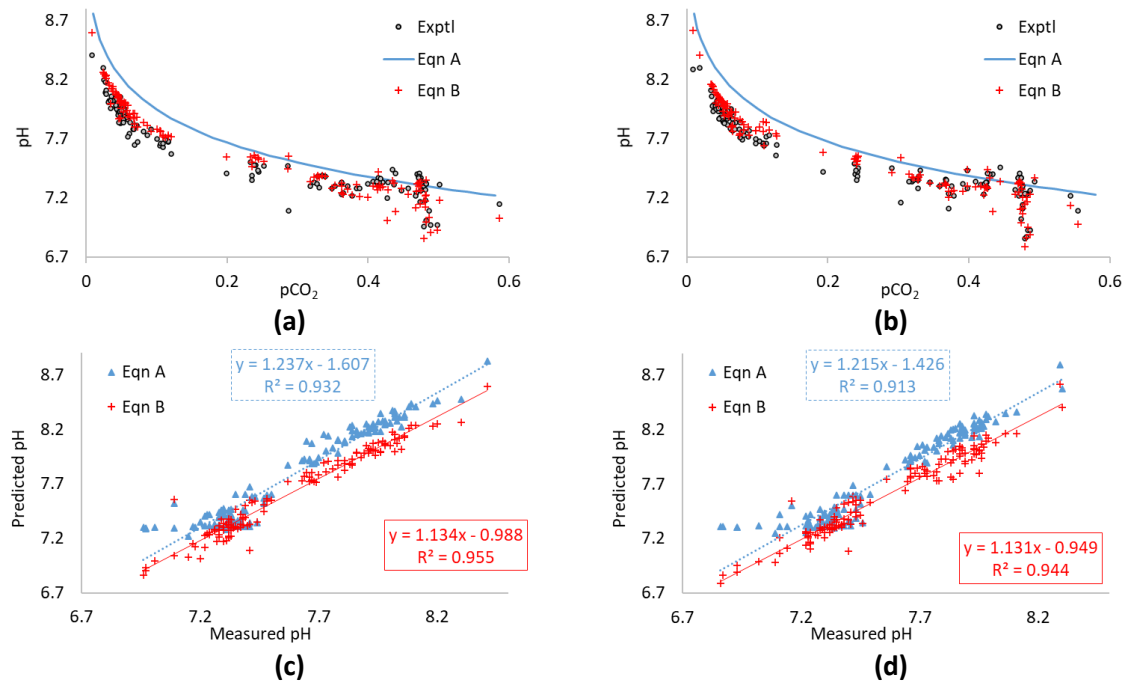 8.7
8.2
7.7
7.2
6.7
pH
Exptl
Eqn A
Eqn B
0
0.2
0.4
0.6
pCO₂
(a)
8.7
8.2
7.7
7.2
6.7
pH
Exptl
Eqn A
Eqn B
0
0.2
0.4
0.6
pCO₂
(b)
8.7
8.2
7.7
7.2
6.7
Predicted pH
Eqn A
Eqn B
y = 1.237x - 1.607
R² = 0.932
y = 1.134x - 0.988
R² = 0.955
6.7
7.2
7.7
8.2
Measured pH
(c)
8.7
8.2
7.7
7.2
6.7
Predicted pH
Eqn A
Eqn B
y = 1.215x - 1.426
R² = 0.913
y = 1.131x - 0.949
R² = 0.944
6.7
7.2
7.7
8.2
Measured pH
(d)